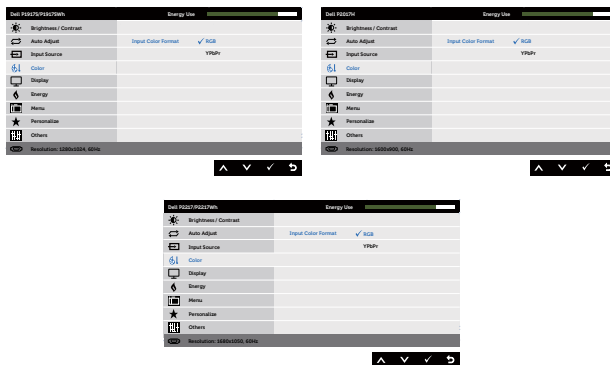 Dell P1917S/P1917SWh Energy Use
Brightness / Contrast
Auto Adjust Input Color Format ✓ RGB
Input Source YPbPr
Color
Display
Energy
Menu
Personalize
Others
Resolution: 1280x1024, 60Hz
Dell P2017H Energy Use
Brightness / Contrast
Auto Adjust Input Color Format ✓ RGB
Input Source YPbPr
Color
Display
Energy
Menu
Personalize
Others
Resolution: 1600x900, 60Hz
Dell P2217/P2217Wh Energy Use
Brightness / Contrast
Auto Adjust Input Color Format ✓ RGB
Input Source YPbPr
Color
Display
Energy
Menu
Personalize
Others
Resolution: 1680x1050, 60Hz